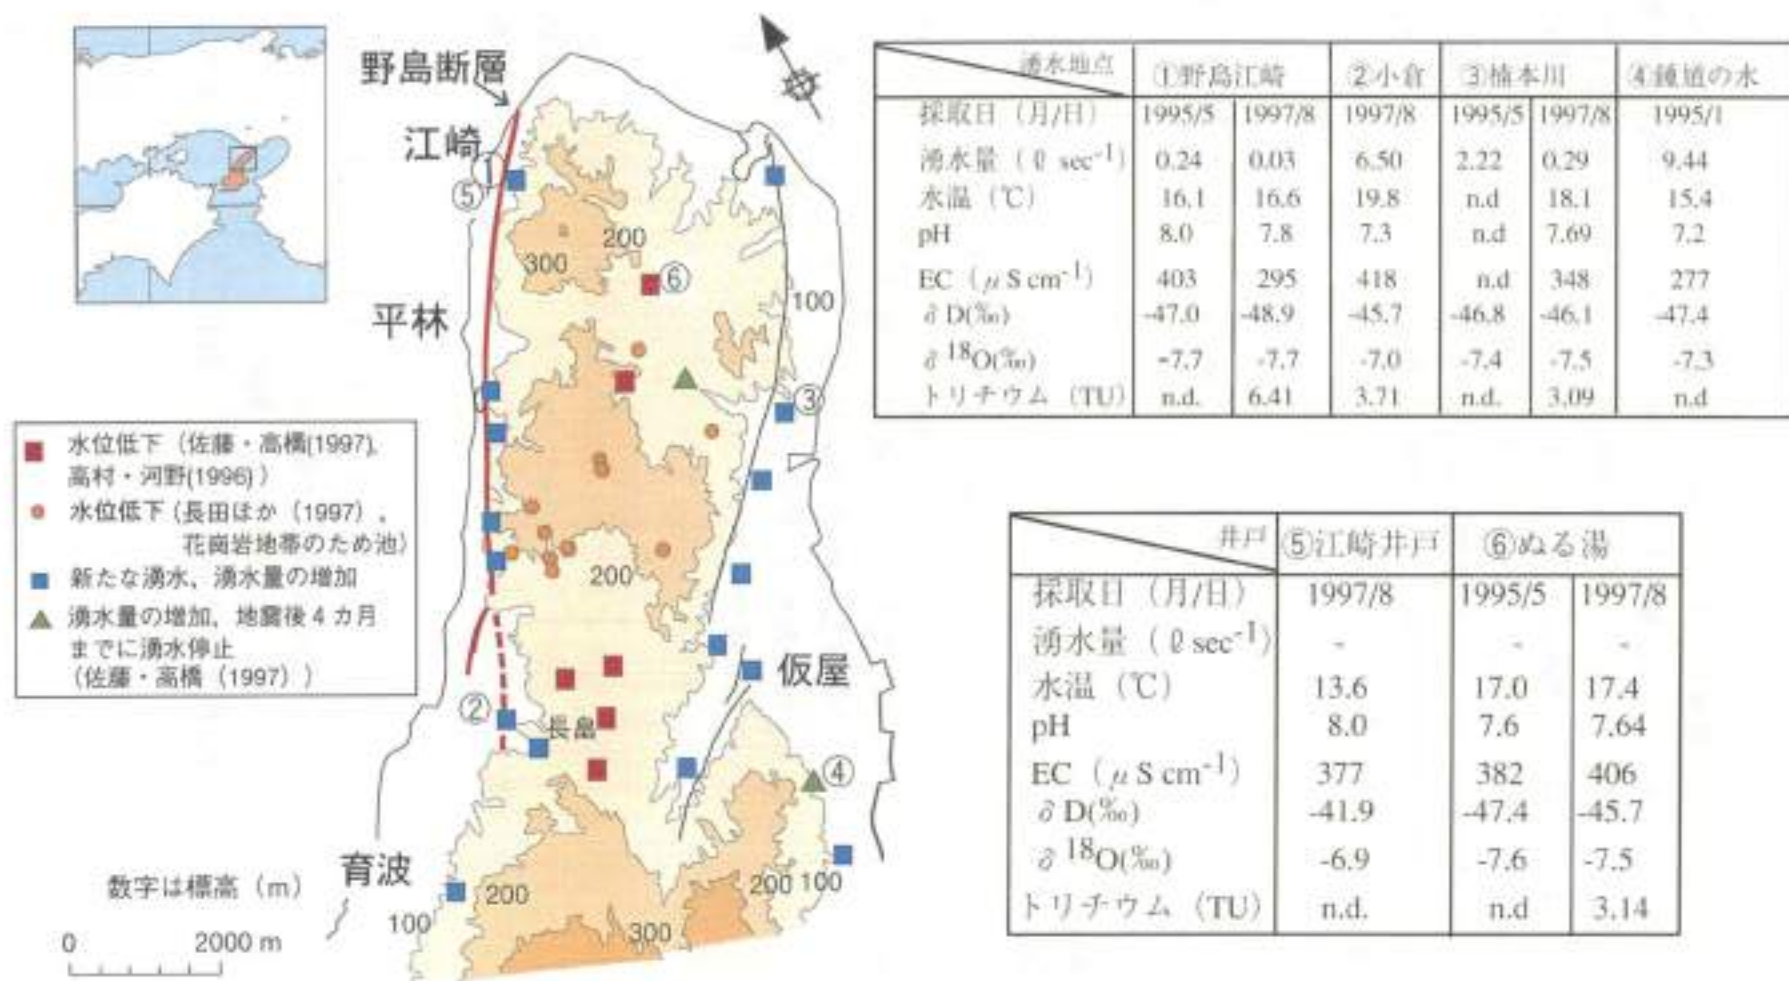 野島断層
江崎
①
⑤
200
300
⑥
平林
100
③
200
仮屋
②
長畠
④
育波
200
100
200 100
300
数字は標高（m）
0 2000 m
水位低下（佐藤・高橋(1997)、
高村・河野(1996)）
水位低下（長田ほか（1997）、
花崗岩地帯のため池）
新たな湧水、湧水量の増加
湧水量の増加、地震後4カ月
までに湧水停止
（佐藤・高橋（1997））
湧水地点 ①野島江崎 ②小倉 ③楠本川 ④鍾馗の水
採取日（月/日） 1995/5 1997/8 1997/8 1995/5 1997/8 1995/1
湧水量（ℓ sec-1） 0.24 0.03 6.50 2.22 0.29 9.44
水温（℃） 16.1 16.6 19.8 n.d 18.1 15.4
pH 8.0 7.8 7.3 n.d 7.69 7.2
EC（μS cm-1） 403 295 418 n.d 348 277
δD(‰) -47.0 -48.9 -45.7 -46.8 -46.1 -47.4
δ18O(‰) -7.7 -7.7 -7.0 -7.4 -7.5 -7.3
トリチウム（TU） n.d. 6.41 3.71 n.d. 3.09 n.d
井戸 ⑤江崎井戸 ⑥ぬる湯
採取日（月/日） 1997/8 1995/5 1997/8
湧水量（ℓ sec-1） - - -
水温（℃） 13.6 17.0 17.4
pH 8.0 7.6 7.64
EC（μS cm-1） 377 382 406
δD(‰) -41.9 -47.4 -45.7
δ18O(‰) -6.9 -7.6 -7.5
トリチウム（TU） n.d. n.d 3.14